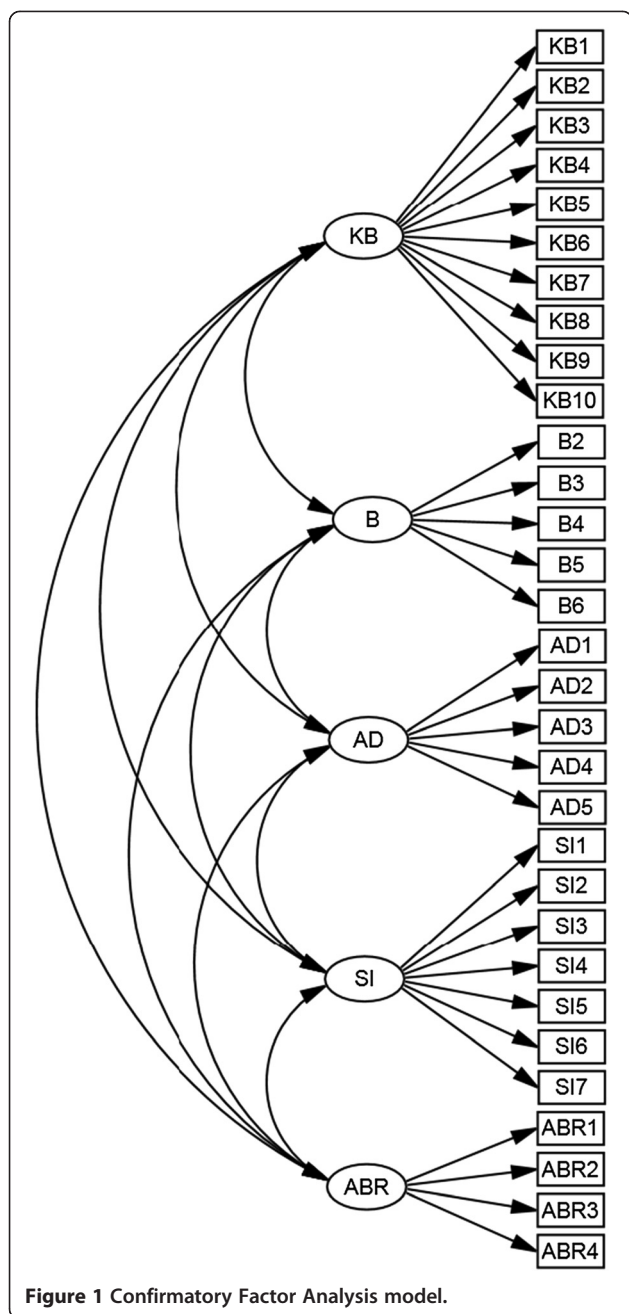 KB1
KB2
KB3
KB4
KB5
KB
KB6
KB7
KB8
KB9
KB10
B2
B3
B
B4
B5
B6
AD1
AD2
AD3
AD
AD4
AD5
SI1
SI2
SI3
SI4
SI
SI5
SI6
SI7
ABR1
ABR2
ABR
ABR3
ABR4
Figure 1 Confirmatory Factor Analysis model.